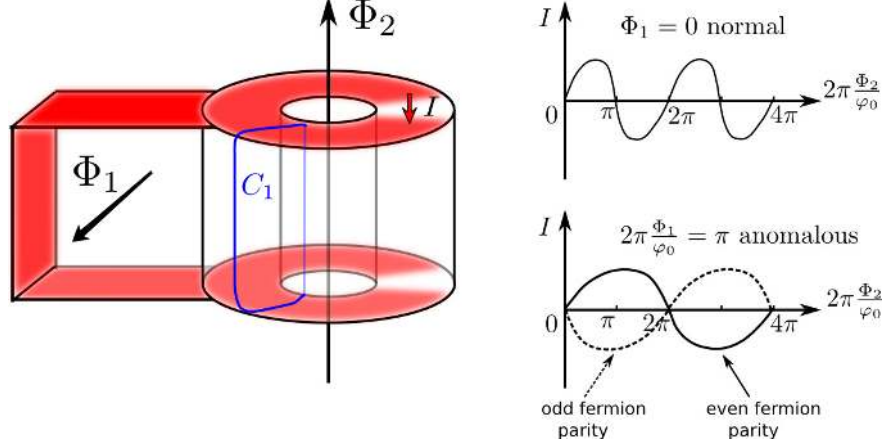 Φ₂
I
C₁
Φ₁
I
Φ₁ = 0 normal
2π Φ₂/φ₀
0
π
2π
4π
I
2π Φ₁/φ₀ = π anomalous
2π Φ₂/φ₀
0
π
2π
4π
odd fermion
parity
even fermion
parity